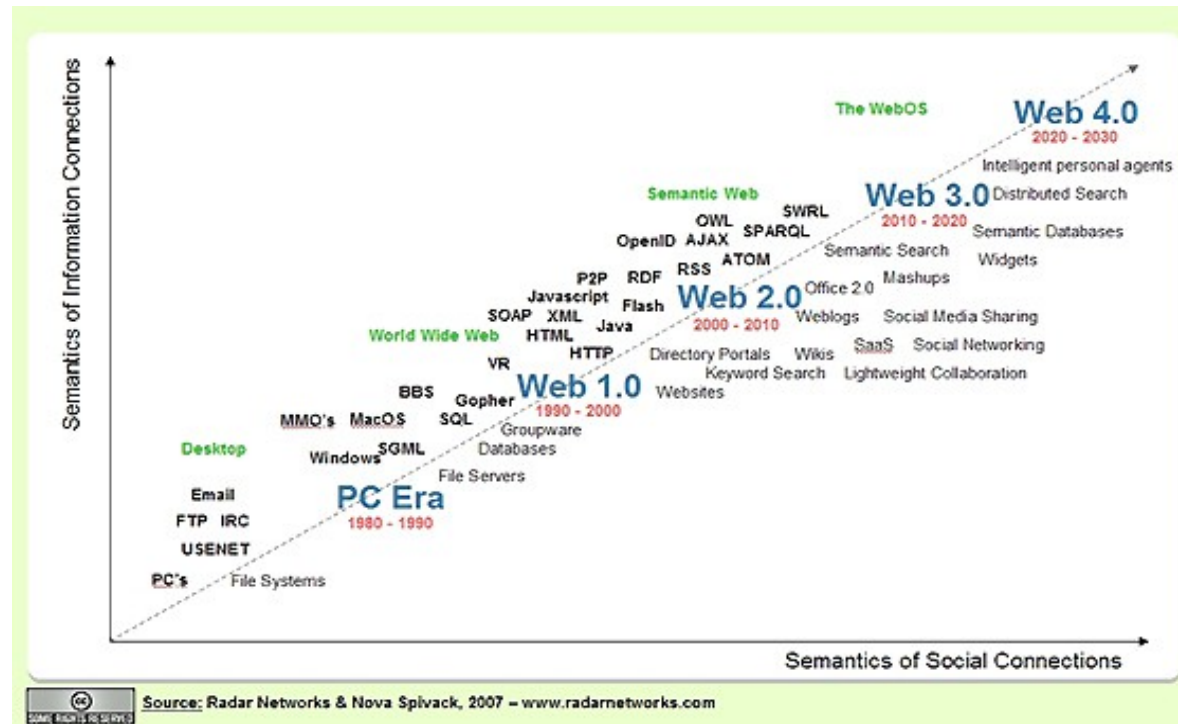 Semantics of Information Connections
The WebOS
Web 4.0
2020 - 2030
Intelligent personal agents
Semantic Web
Web 3.0
Distributed Search
2010 - 2020
SWRL
OWL
SPARQL
Semantic Databases
OpenID
AJAX
Semantic Search
ATOM
Widgets
P2P
RDF
RSS
Mashups
Javascript
Web 2.0
Office 2.0
Flash
SOAP
XML
2000 - 2010
Weblogs
Social Media Sharing
World Wide Web
HTML
Java
HTTP
Directory Portals
Wikis
SaaS
Social Networking
VR
Keyword Search
Lightweight Collaboration
Web 1.0
Websites
BBS
Gopher
1990 - 2000
MMO's
MacOS
SQL
Groupware
Desktop
Windows
SGML
Databases
File Servers
Email
PC Era
FTP
IRC
1980 - 1990
USENET
PC's
File Systems
Semantics of Social Connections
cc
SOME RIGHTS RESERVED
Source: Radar Networks & Nova Spivack, 2007 – www.radarnetworks.com